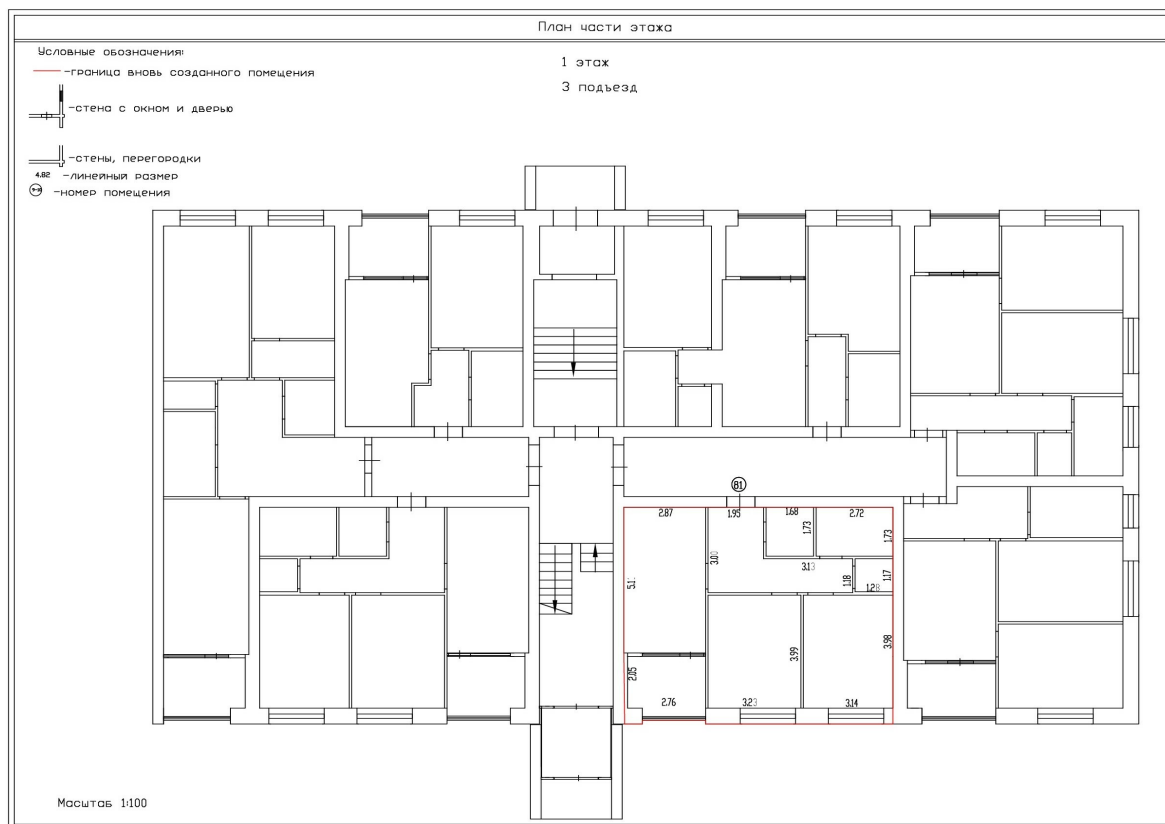 План части этажа
Условные обозначения:
-граница вновь созданного помещения
-стена с окном и дверью
-стены, перегородки
4.82 -линейный размер
-номер помещения
1 этаж
3 подъезд
81
2.87
1.95
1.68
2.72
1.73
1.73
3.00
3.13
1.18
1.17
1.28
5.11
3.99
3.98
2.05
2.76
3.23
3.14
Масштаб 1:100